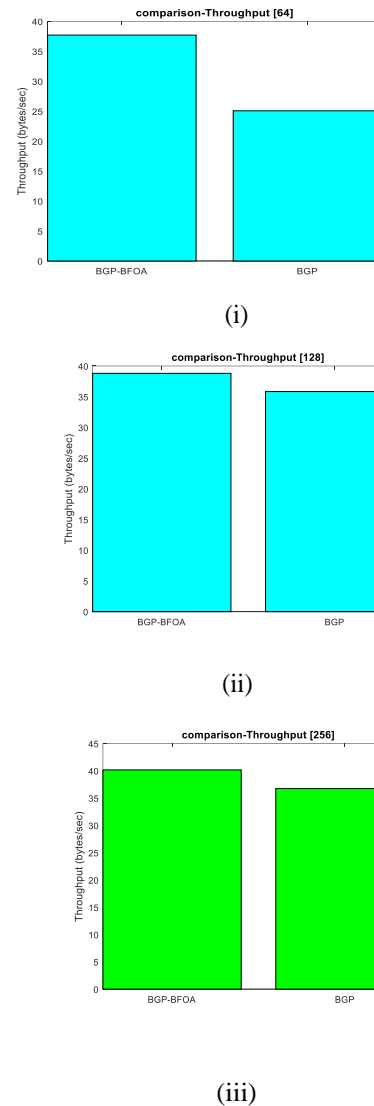 comparison-Throughput [64]
Throughput (bytes/sec)
40
35
30
25
20
15
10
5
0
BGP-BFOA BGP
(i)
comparison-Throughput [128]
Throughput (bytes/sec)
40
35
30
25
20
15
10
5
0
BGP-BFOA BGP
(ii)
comparison-Throughput [256]
Throughput (bytes/sec)
45
40
35
30
25
20
15
10
5
0
BGP-BFOA BGP
(iii)